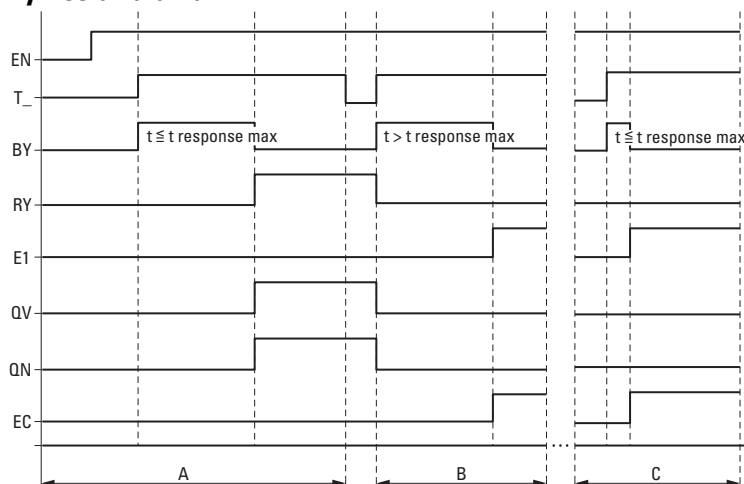 EN
T_
BY
t ≦ t response max
t > t response max
t ≦ t response max
RY
E1
QV
QN
EC
...
A
B
C